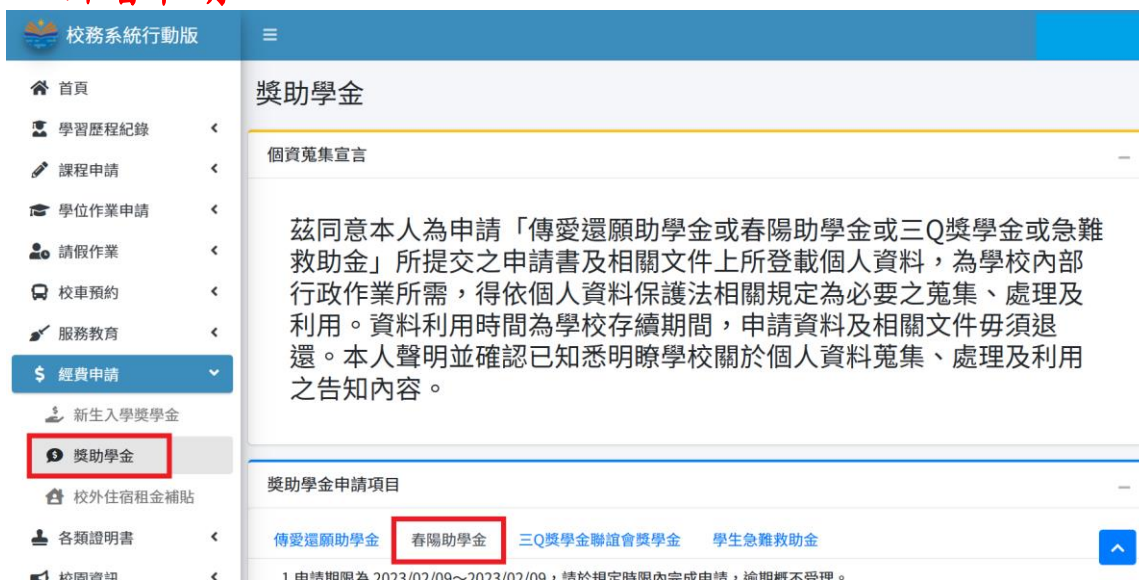 校務系統行動版
首頁
學習歷程紀錄
課程申請
學位作業申請
請假作業
校車預約
服務教育
$ 經費申請
新生入學獎學金
獎助學金
校外住宿租金補貼
各類證明書
校園資訊
獎助學金
個資蒐集宣言
茲同意本人為申請「傳愛還願助學金或春陽助學金或三Q獎學金或急難
救助金」所提交之申請書及相關文件上所登載個人資料，為學校內部
行政作業所需，得依個人資料保護法相關規定為必要之蒐集、處理及
利用。資料利用時間為學校存續期間，申請資料及相關文件毋須退
還。本人聲明並確認已知悉明瞭學校關於個人資料蒐集、處理及利用
之告知內容。
獎助學金申請項目
傳愛還願助學金 春陽助學金 三Q獎學金聯誼會獎學金 學生急難救助金
1.申請期限為 2023/02/09～2023/02/09，請於規定時限內完成申請，逾期概不受理。